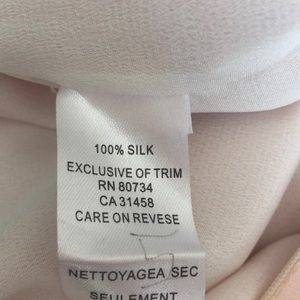 100% SILK
EXCLUSIVE OF TRIM
RN 80734
CA 31458
CARE ON REVESE
NETTOYAGEA SEC
SEULEMENT